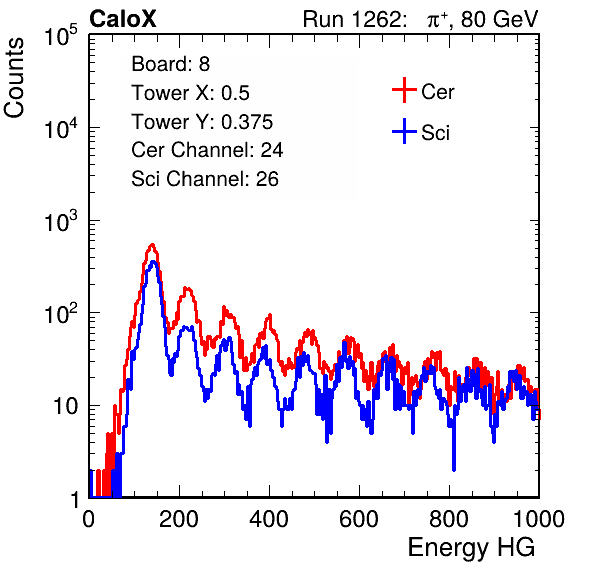 CaloX Run 1262: π⁺, 80 GeV
Counts
Board: 8
Tower X: 0.5
Tower Y: 0.375
Cer Channel: 24
Sci Channel: 26
Cer
Sci
10⁵
10⁴
10³
10²
10
1
0 200 400 600 800 1000
Energy HG